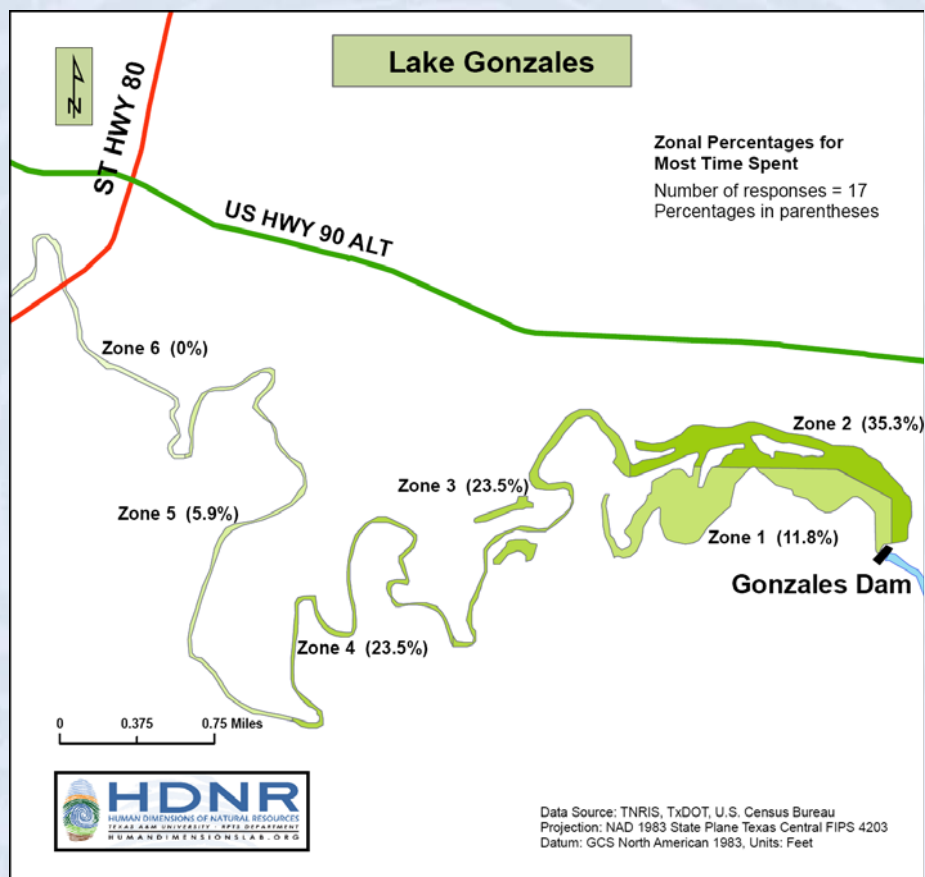 Lake Gonzales
N
ST HWY 80
Zonal Percentages for
Most Time Spent
Number of responses = 17
Percentages in parentheses
US HWY 90 ALT
Zone 6 (0%)
Zone 2 (35.3%)
Zone 3 (23.5%)
Zone 5 (5.9%)
Zone 1 (11.8%)
Gonzales Dam
Zone 4 (23.5%)
0 0.375 0.75 Miles
HDNR
HUMAN DIMENSIONS OF NATURAL RESOURCES
TEXAS A&M UNIVERSITY · RPTS DEPARTMENT
HUMANDIMENSIONSLAB.ORG
Data Source: TNRIS, TxDOT, U.S. Census Bureau
Projection: NAD 1983 State Plane Texas Central FIPS 4203
Datum: GCS North American 1983, Units: Feet